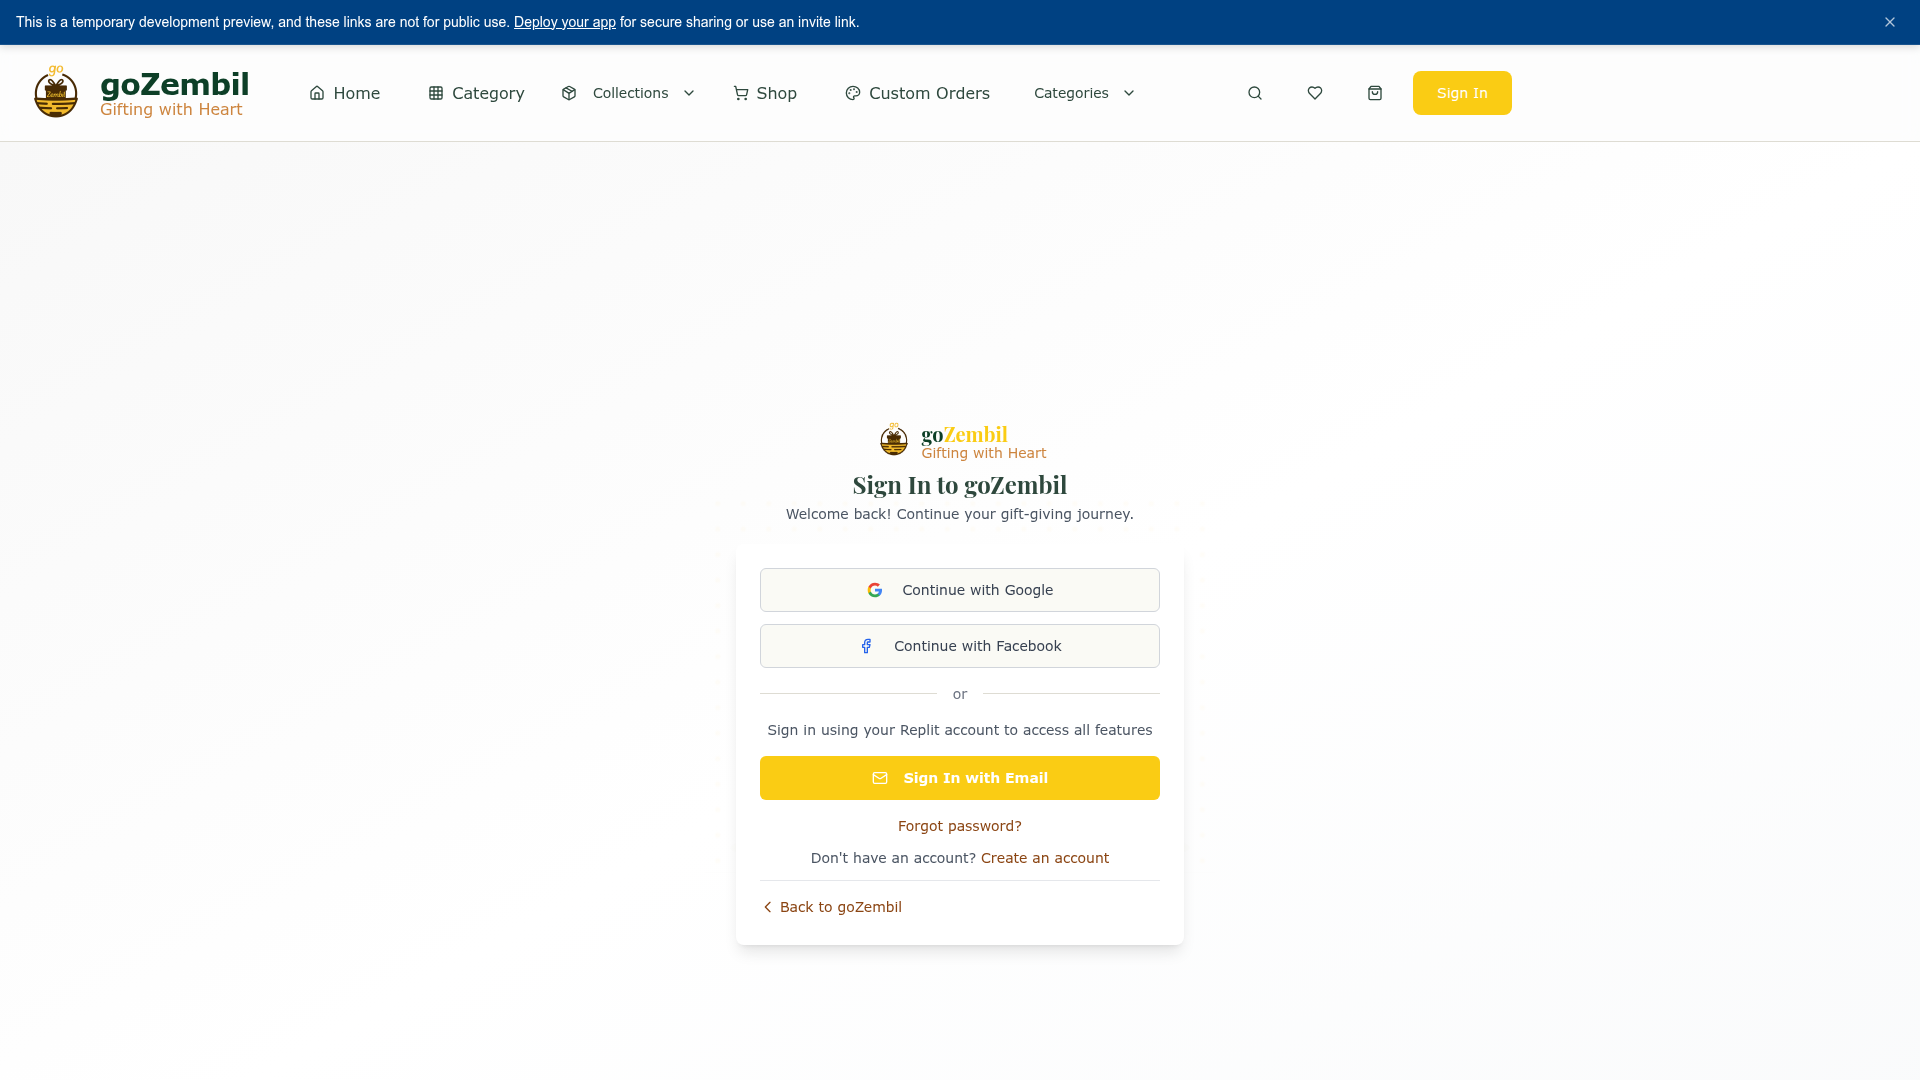 This is a temporary development preview, and these links are not for public use. Deploy your app for secure sharing or use an invite link.
go
Zembil
goZembil
Gifting with Heart
Home
Category
Collections
Shop
Custom Orders
Categories
Sign In
go
goZembil
Gifting with Heart
Sign In to goZembil
Welcome back! Continue your gift-giving journey.
Continue with Google
Continue with Facebook
or
Sign in using your Replit account to access all features
Sign In with Email
Forgot password?
Don't have an account? Create an account
Back to goZembil